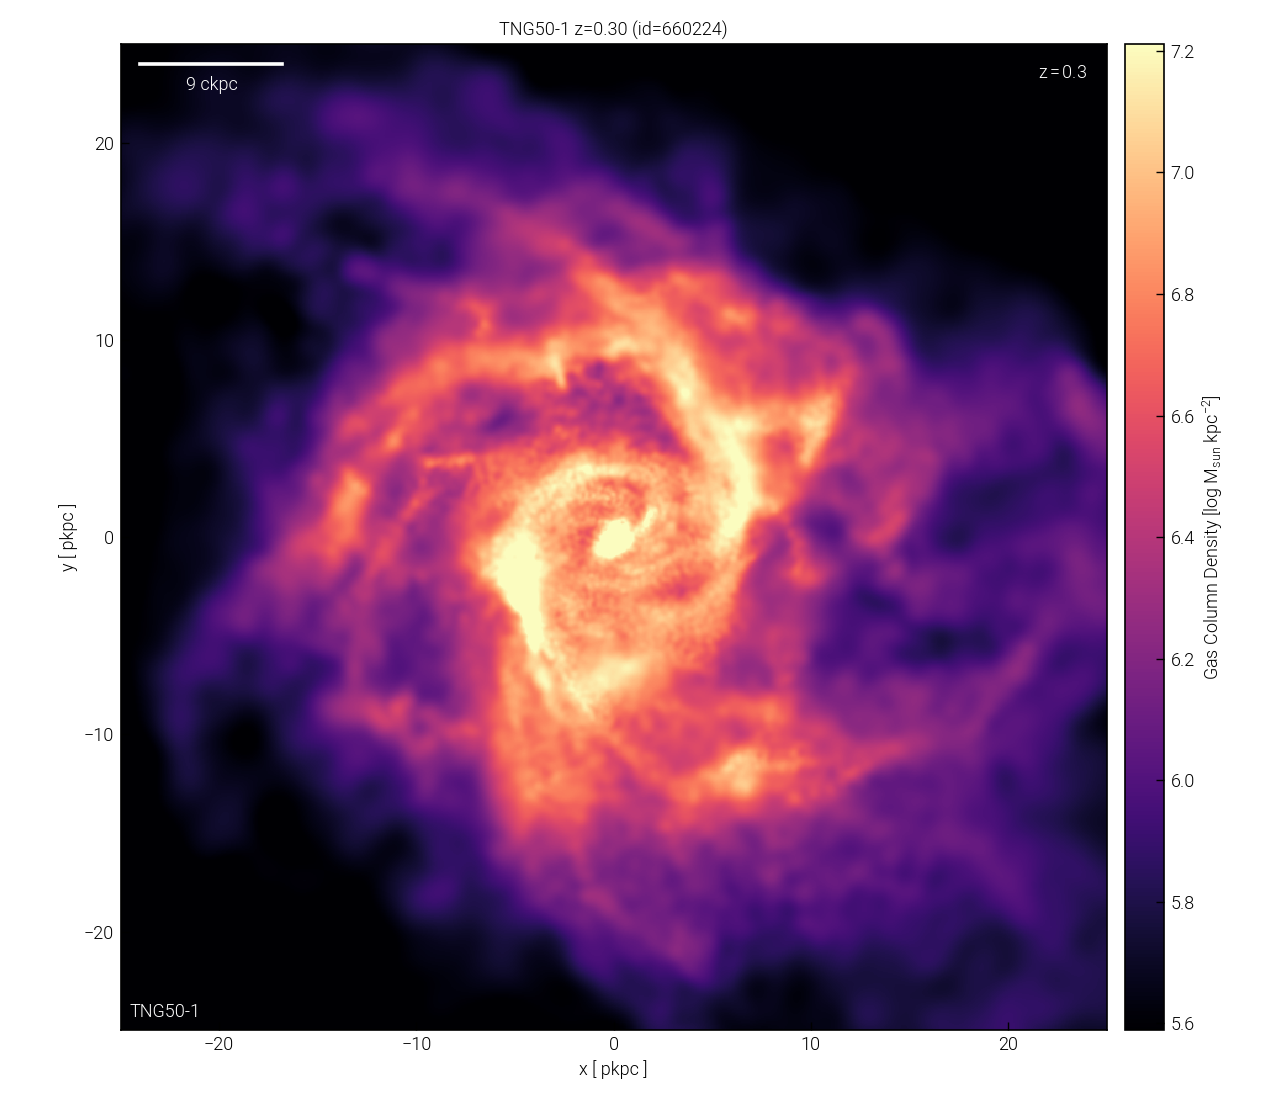 TNG50-1 z=0.30 (id=660224)
9 ckpc
z=0.3
TNG50-1
20
10
0
−10
−20
y [ pkpc ]
−20
−10
0
10
20
x [ pkpc ]
7.2
7.0
6.8
6.6
6.4
6.2
6.0
5.8
5.6
Gas Column Density [log M_sun kpc^−2]